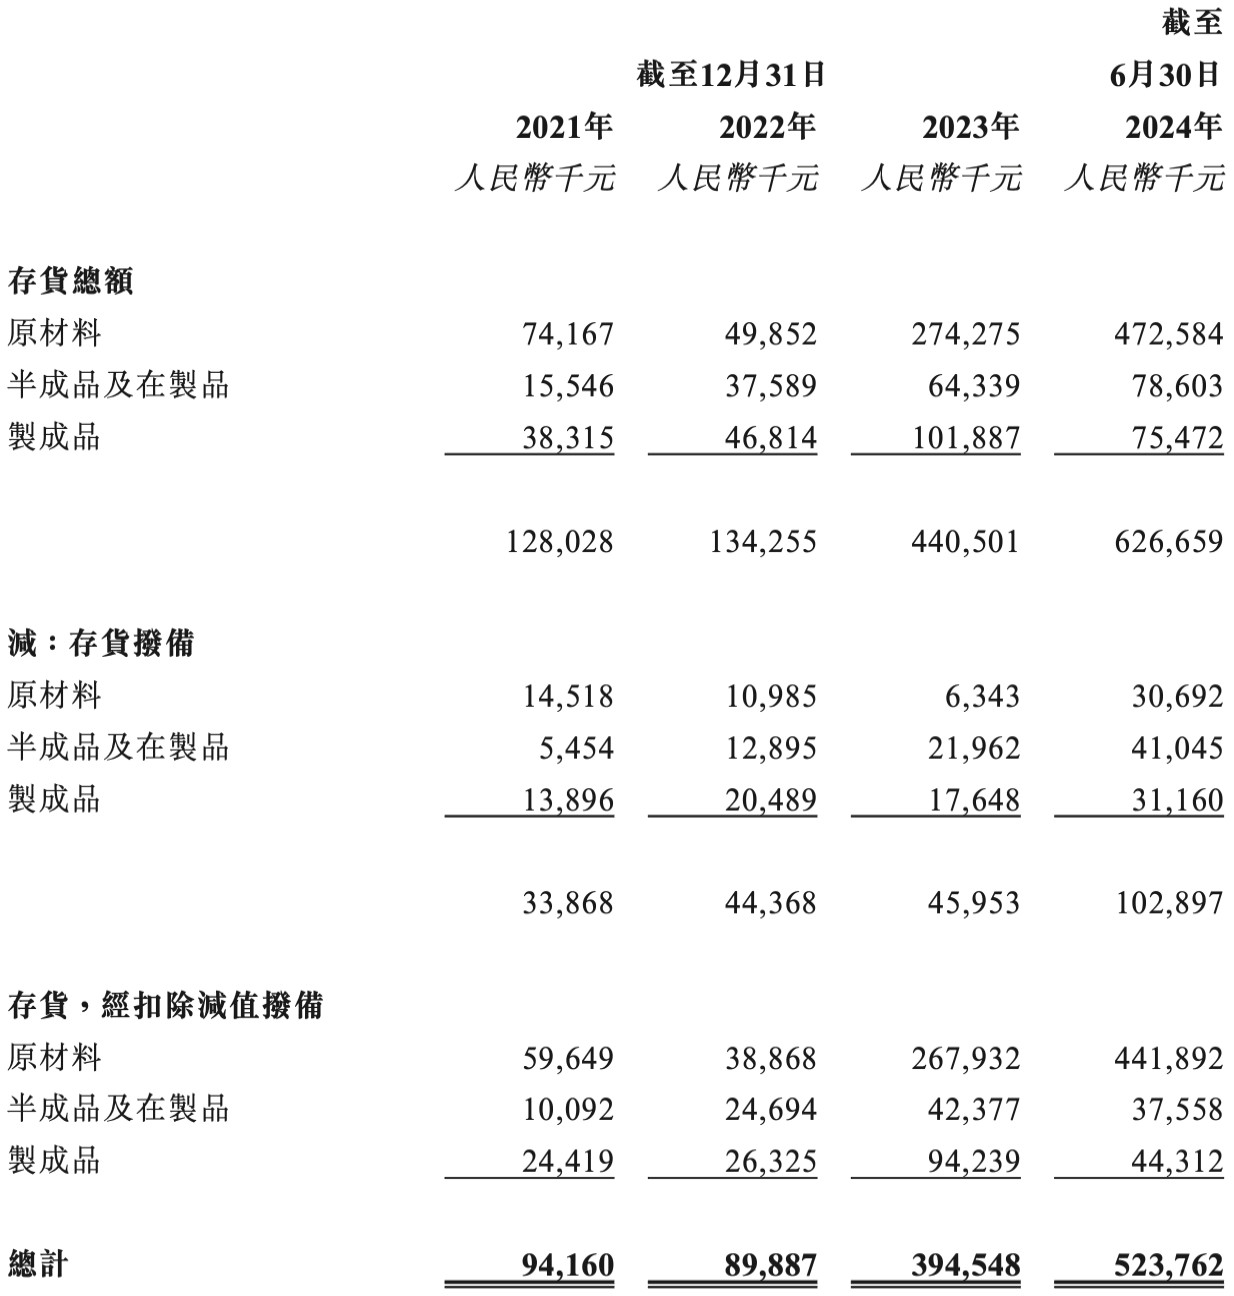 截至
截至12月31日 6月30日
2021年 2022年 2023年 2024年
人民幣千元 人民幣千元 人民幣千元 人民幣千元
存貨總額
原材料 74,167 49,852 274,275 472,584
半成品及在製品 15,546 37,589 64,339 78,603
製成品 38,315 46,814 101,887 75,472
128,028 134,255 440,501 626,659
減：存貨撥備
原材料 14,518 10,985 6,343 30,692
半成品及在製品 5,454 12,895 21,962 41,045
製成品 13,896 20,489 17,648 31,160
33,868 44,368 45,953 102,897
存貨，經扣除減值撥備
原材料 59,649 38,868 267,932 441,892
半成品及在製品 10,092 24,694 42,377 37,558
製成品 24,419 26,325 94,239 44,312
總計 94,160 89,887 394,548 523,762